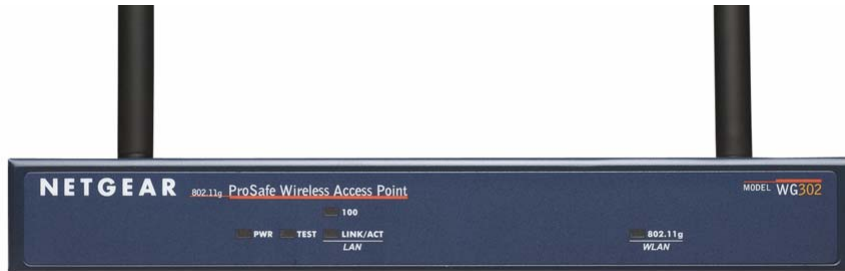 NETGEAR 802.11g ProSafe Wireless Access Point MODEL WG302
100
PWR TEST LINK/ACT 802.11g
LAN WLAN